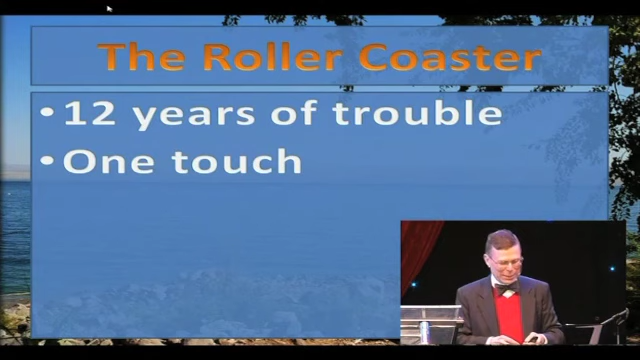 The Roller Coaster
• 12 years of trouble
• One touch